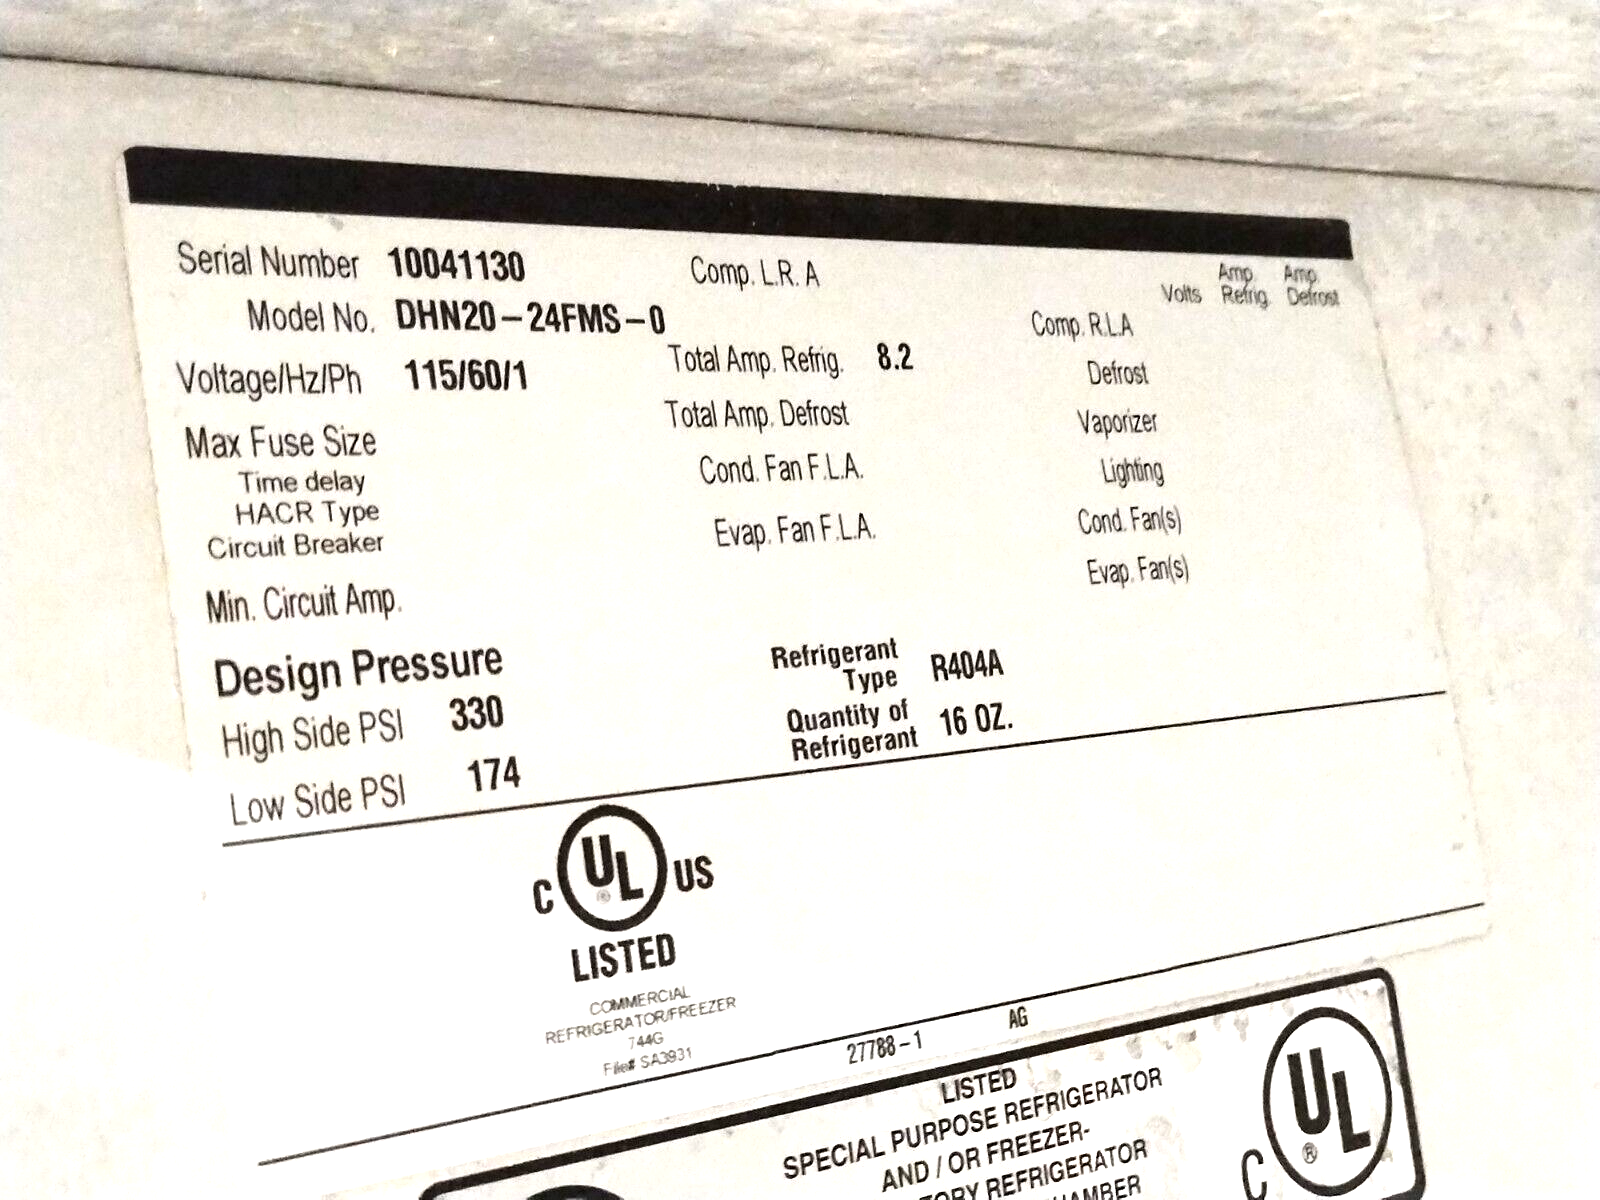 Serial Number 10041130
Model No. DHN20-24FMS-0
Voltage/Hz/Ph 115/60/1
Max Fuse Size
Time delay
HACR Type
Circuit Breaker
Min. Circuit Amp.
Design Pressure
High Side PSI 330
Low Side PSI 174
Comp. L.R. A
Total Amp. Refrig. 8.2
Total Amp. Defrost
Cond. Fan F.L.A.
Evap. Fan F.L.A.
Refrigerant
Type R404A
Quantity of
Refrigerant 16 OZ.
Amp. Amp.
Volts Refrig. Defrost
Comp. R.L.A
Defrost
Vaporizer
Lighting
Cond. Fan(s)
Evap. Fan(s)
C UL ® US
LISTED
COMMERCIAL
REFRIGERATOR/FREEZER
744G
File# SA3931
27788-1 AG
LISTED
SPECIAL PURPOSE REFRIGERATOR
AND / OR FREEZER-
REFRIGERATOR
C UL ®